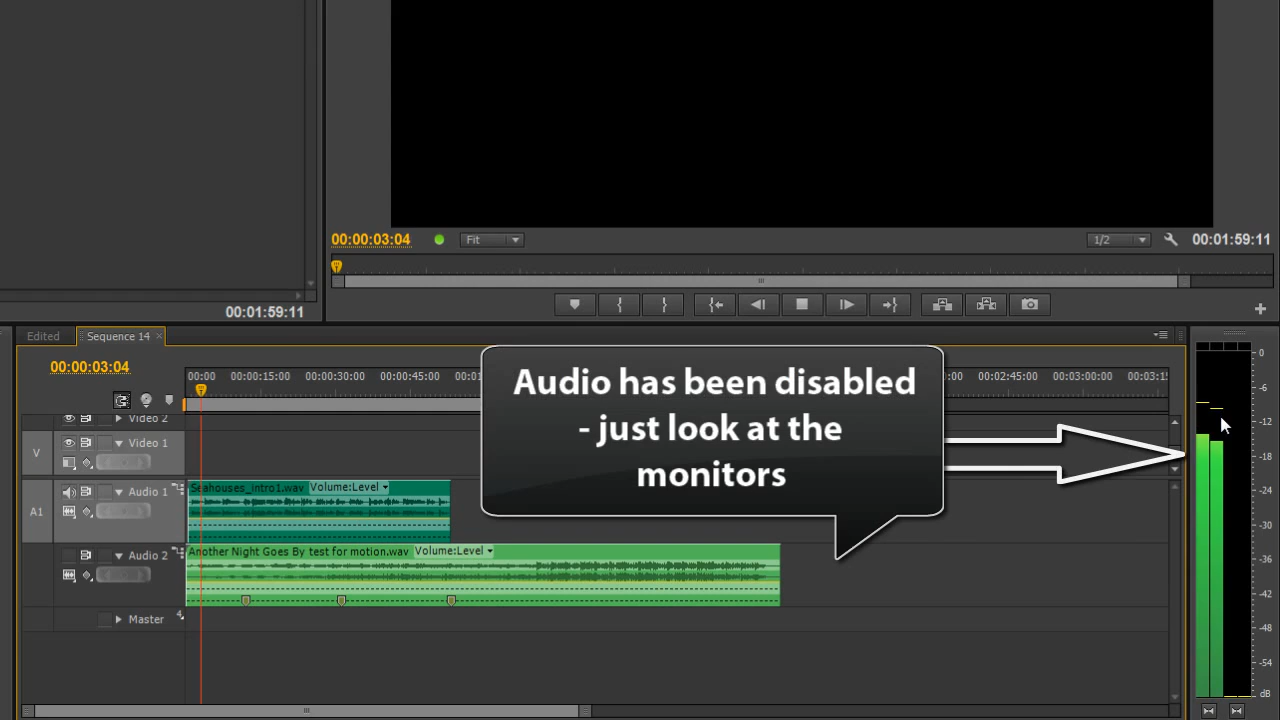 00:00:03:04
Fit
1/2
00:01:59:11
00:01:59:11
Edited
Sequence 14 ×
00:00:03:04
00:00 00:00:15:00 00:00:30:00 00:00:45:00 00:02:45:00 00:03:00:00
Audio has been disabled
- just look at the
monitors
Video 2
V
Video 1
A1
Audio 1
Seahouses_intro1.wav Volume:Level
Audio 2
Another Night Goes By test for motion.wav Volume:Level
Master
0
-6
-12
-18
-24
-30
-36
-42
-48
-54
dB